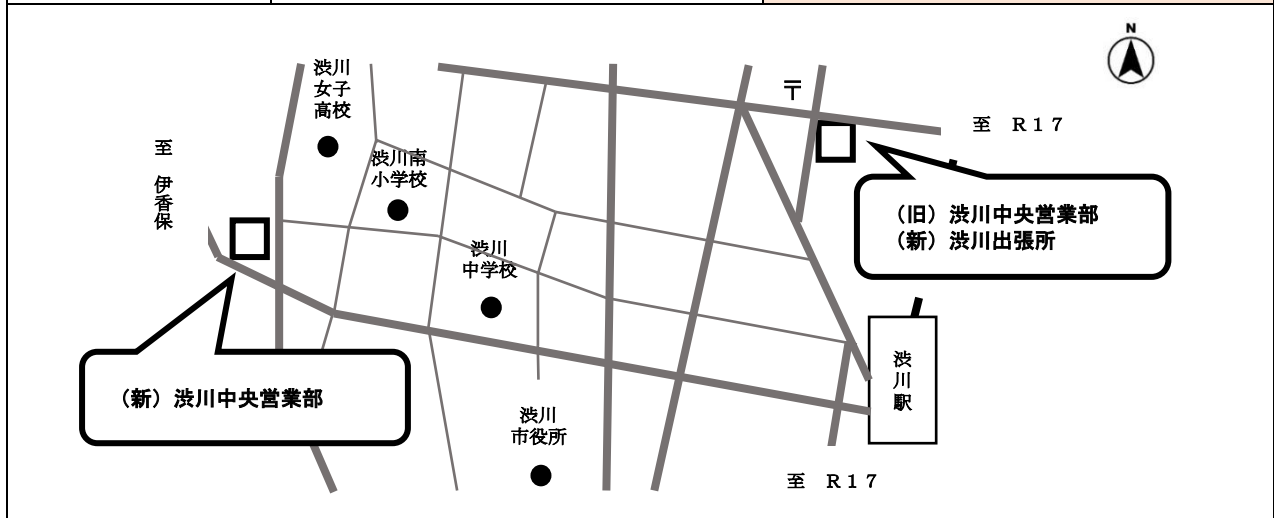 N
渋川
女子
高校
〒
至　Ｒ１７
至　伊香保
渋川南
小学校
（旧）渋川中央営業部
（新）渋川出張所
渋川
中学校
渋川駅
（新）渋川中央営業部
渋川
市役所
至　Ｒ１７